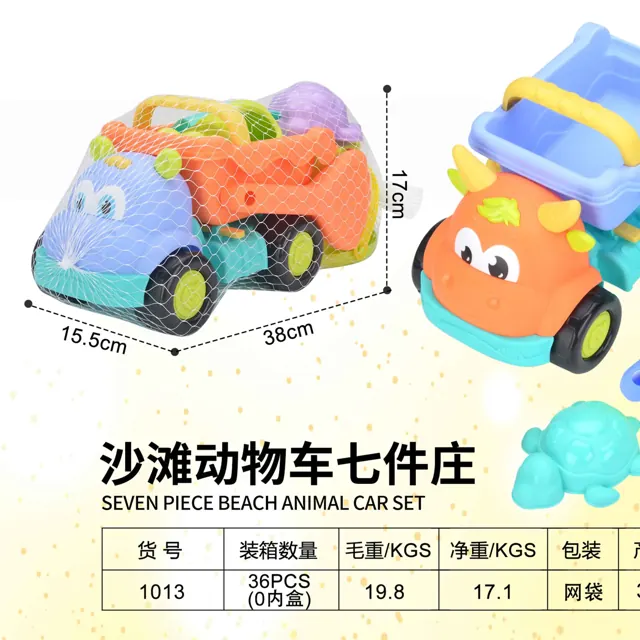 17cm
15.5cm
38cm
沙滩动物车七件庄
SEVEN PIECE BEACH ANIMAL CAR SET
货号 装箱数量 毛重/KGS 净重/KGS 包装
1013 36PCS (0内盒) 19.8 17.1 网袋